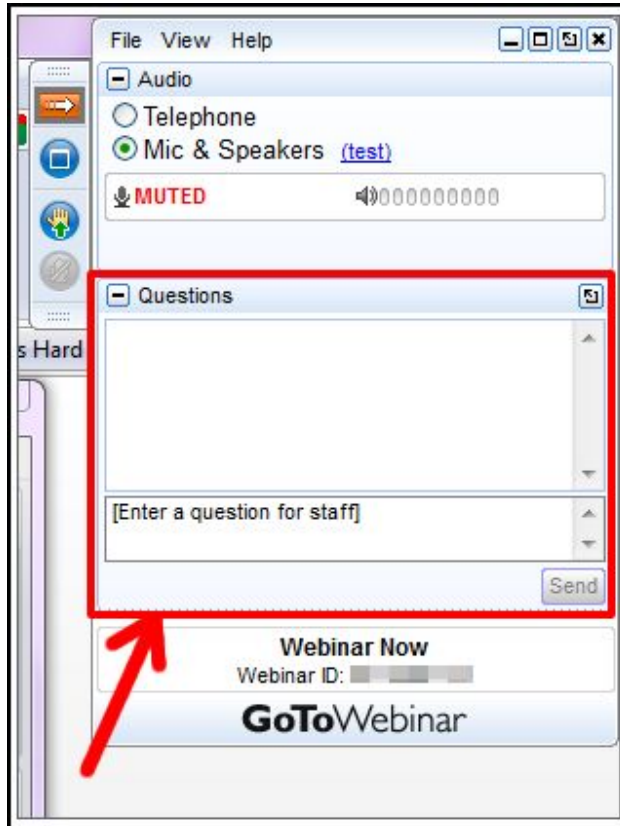 File View Help
Audio
Telephone
Mic & Speakers (test)
MUTED
Questions
s Hard
[Enter a question for staff]
Send
Webinar Now
Webinar ID:
GoToWebinar